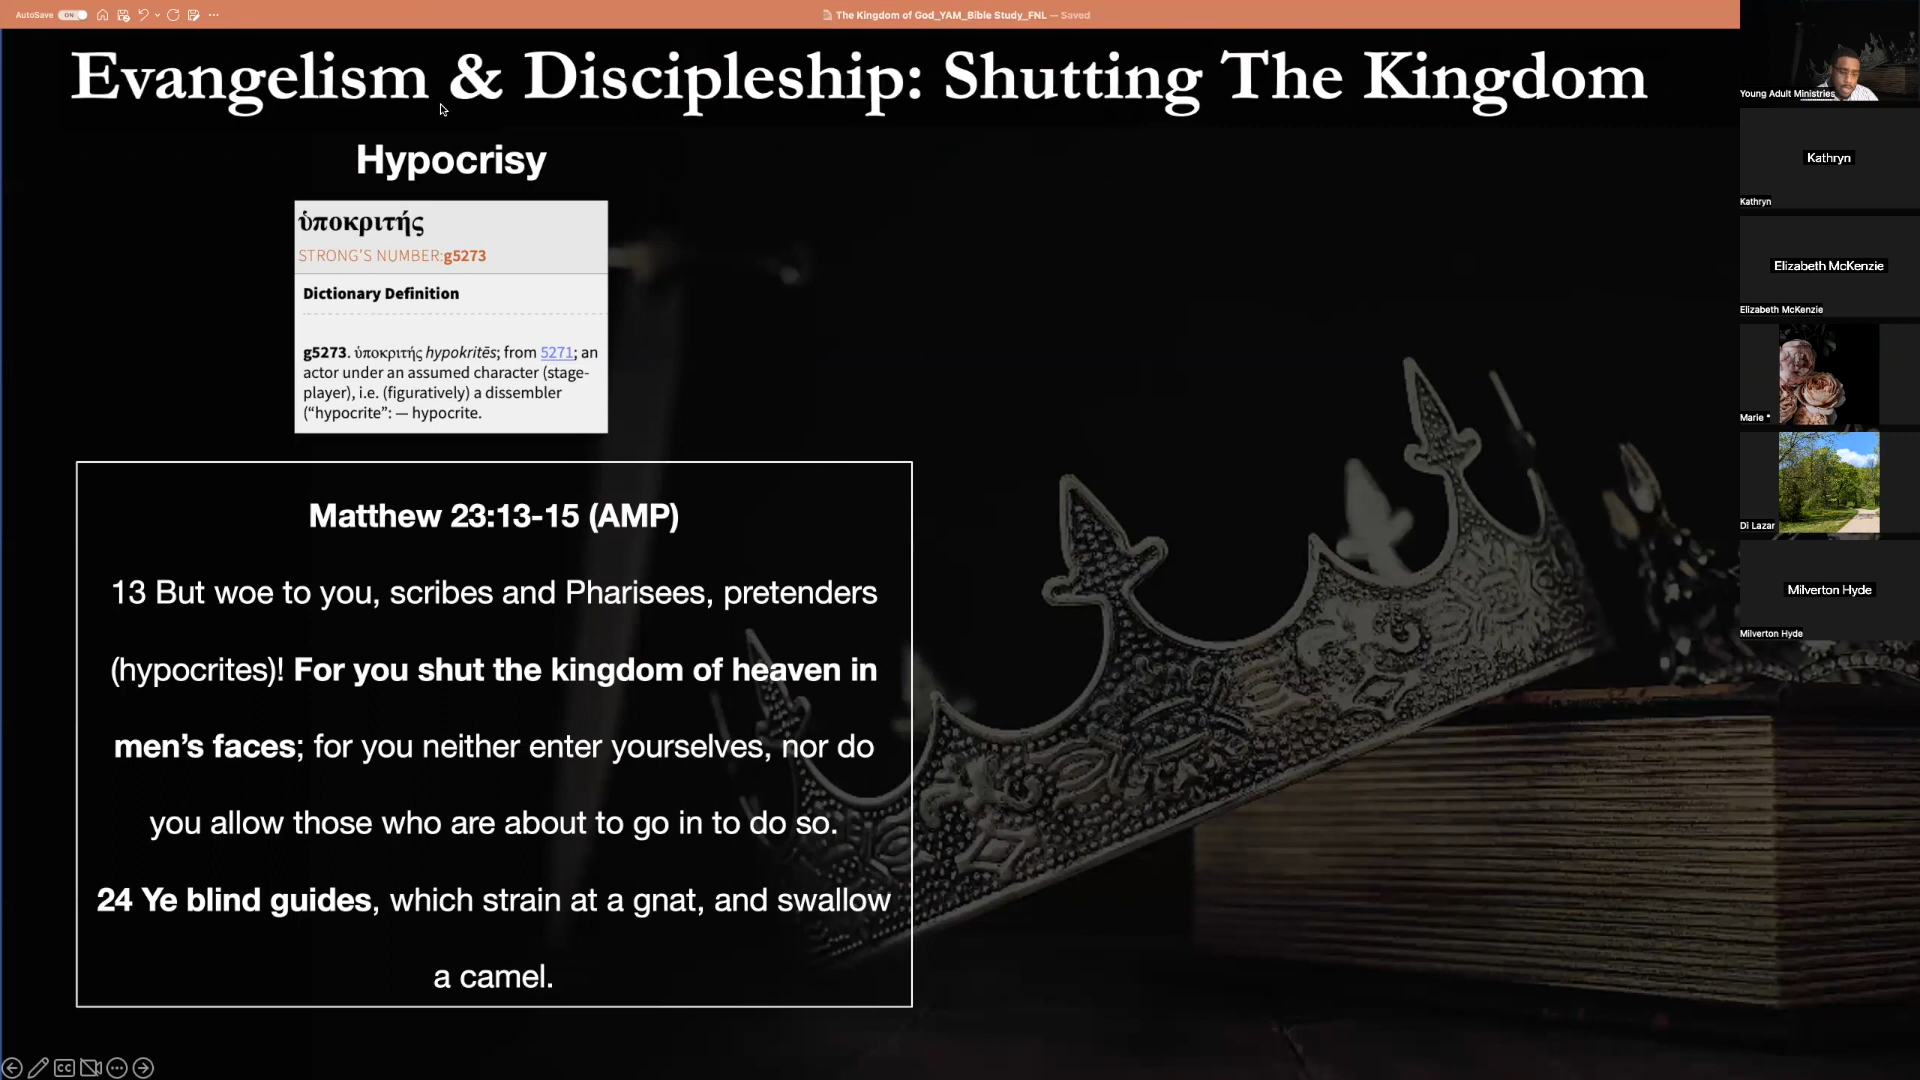 AutoSave ON
The Kingdom of God_YAM_Bible Study_FNL — Saved
Evangelism & Discipleship: Shutting The Kingdom
Hypocrisy
ὑποκριτής
STRONG'S NUMBER:g5273
Dictionary Definition
g5273. ὑποκριτής hypokritēs; from 5271; an
actor under an assumed character (stage-
player), i.e. (figuratively) a dissembler
(“hypocrite”: — hypocrite.
Matthew 23:13-15 (AMP)
13 But woe to you, scribes and Pharisees, pretenders
(hypocrites)! For you shut the kingdom of heaven in
men’s faces; for you neither enter yourselves, nor do
you allow those who are about to go in to do so.
24 Ye blind guides, which strain at a gnat, and swallow
a camel.
CC
Young Adult Ministries
Kathryn
Kathryn
Elizabeth McKenzie
Elizabeth McKenzie
Marie *
Di Lazar
Milverton Hyde
Milverton Hyde